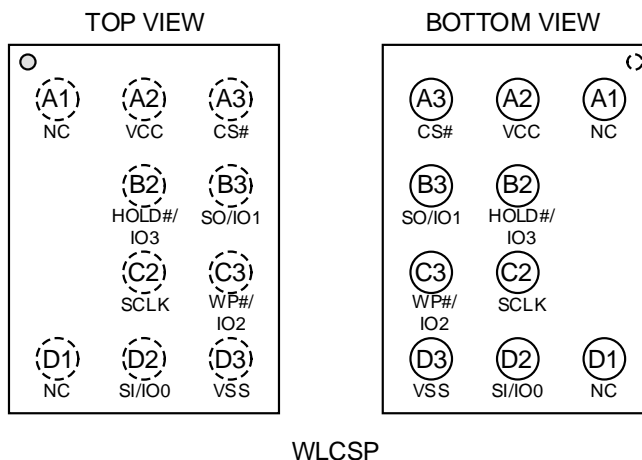 TOP VIEW
A1 A2 A3
NC VCC CS#
B2 B3
HOLD#/ SO/IO1
IO3
C2 C3
SCLK WP#/
IO2
D1 D2 D3
NC SI/IO0 VSS
BOTTOM VIEW
A3 A2 A1
CS# VCC NC
B3 B2
SO/IO1 HOLD#/
IO3
C3 C2
WP#/ SCLK
IO2
D3 D2 D1
VSS SI/IO0 NC
WLCSP